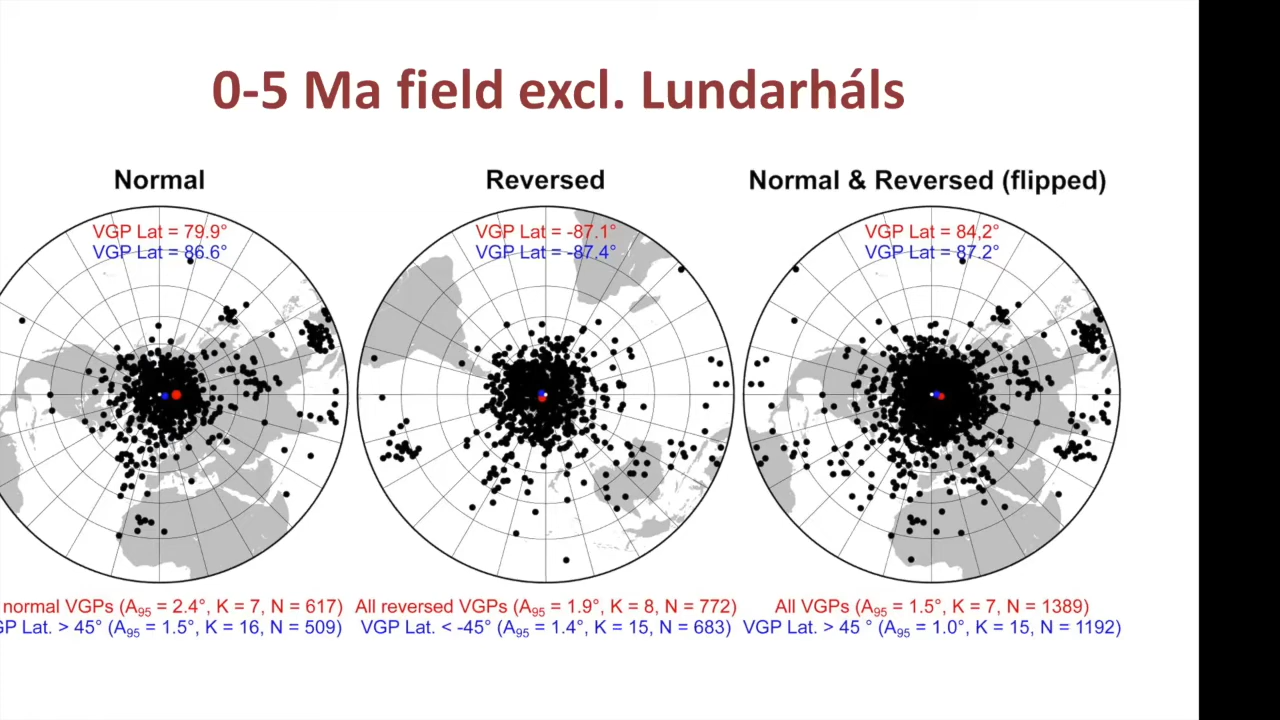 0-5 Ma field excl. Lundarháls
Normal
VGP Lat = 79.9°
VGP Lat = 86.6°
normal VGPs (A95 = 2.4°, K = 7, N = 617)
GP Lat. > 45° (A95 = 1.5°, K = 16, N = 509)
Reversed
VGP Lat = -87.1°
VGP Lat = -87.4°
All reversed VGPs (A95 = 1.9°, K = 8, N = 772)
VGP Lat. < -45° (A95 = 1.4°, K = 15, N = 683)
Normal & Reversed (flipped)
VGP Lat = 84,2°
VGP Lat = 87.2°
All VGPs (A95 = 1.5°, K = 7, N = 1389)
VGP Lat. > 45 ° (A95 = 1.0°, K = 15, N = 1192)